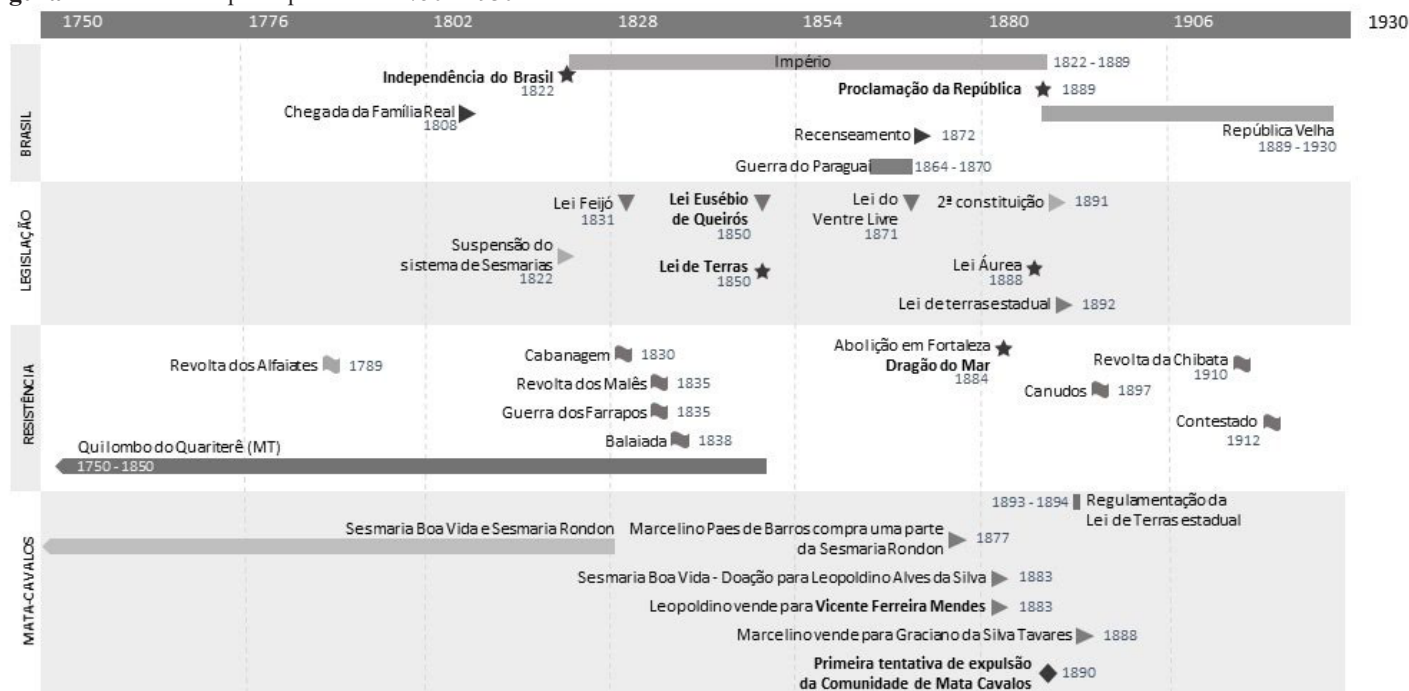 1750 1776 1802 1828 1854 1880 1906 1930
BRASIL
Império 1822 - 1889
Independência do Brasil
1822
Proclamação da República 1889
Chegada da Família Real
1808
República Velha
1889 - 1930
Recenseamento 1872
Guerra do Paraguai 1864 - 1870
LEGISLAÇÃO
Lei Feijó
1831
Lei Eusébio
de Queirós
1850
Lei do
Ventre Livre
1871
2ª constituição 1891
Suspensão do
sistema de Sesmarias
1822
Lei de Terras
1850
Lei Áurea
1888
Lei de terras estadual 1892
RESISTÊNCIA
Revolta dos Alfaiates 1789
Cabanagem 1830
Revolta dos Malês 1835
Guerra dos Farrapos 1835
Balaiada 1838
Abolição em Fortaleza
Dragão do Mar
1884
Revolta da Chibata
1910
Canudos 1897
Contestado
1912
Quilombo do Quariterê (MT)
1750 - 1850
MATA-CAVALOS
1893 - 1894 Regulamentação da
Lei de Terras estadual
Sesmaria Boa Vida e Sesmaria Rondon
Marcelino Paes de Barros compra uma parte
da Sesmaria Rondon 1877
Sesmaria Boa Vida - Doação para Leopoldino Alves da Silva 1883
Leopoldino vende para Vicente Ferreira Mendes 1883
Marcelino vende para Graciano da Silva Tavares 1888
Primeira tentativa de expulsão
da Comunidade de Mata Cavalos 1890